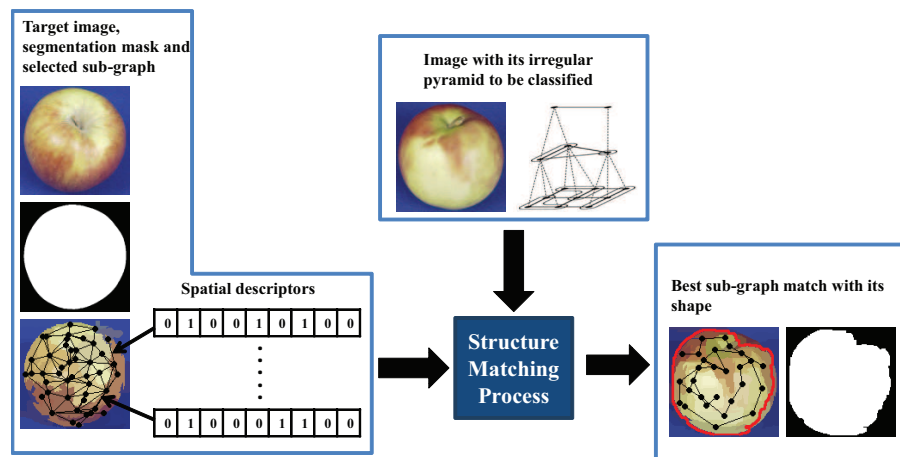 Target image,
segmentation mask and
selected sub-graph
Image with its irregular
pyramid to be classified
Spatial descriptors
0 1 0 0 1 0 1 0 0
0 1 0 0 0 1 1 0 0
Structure
Matching
Process
Best sub-graph match with its
shape